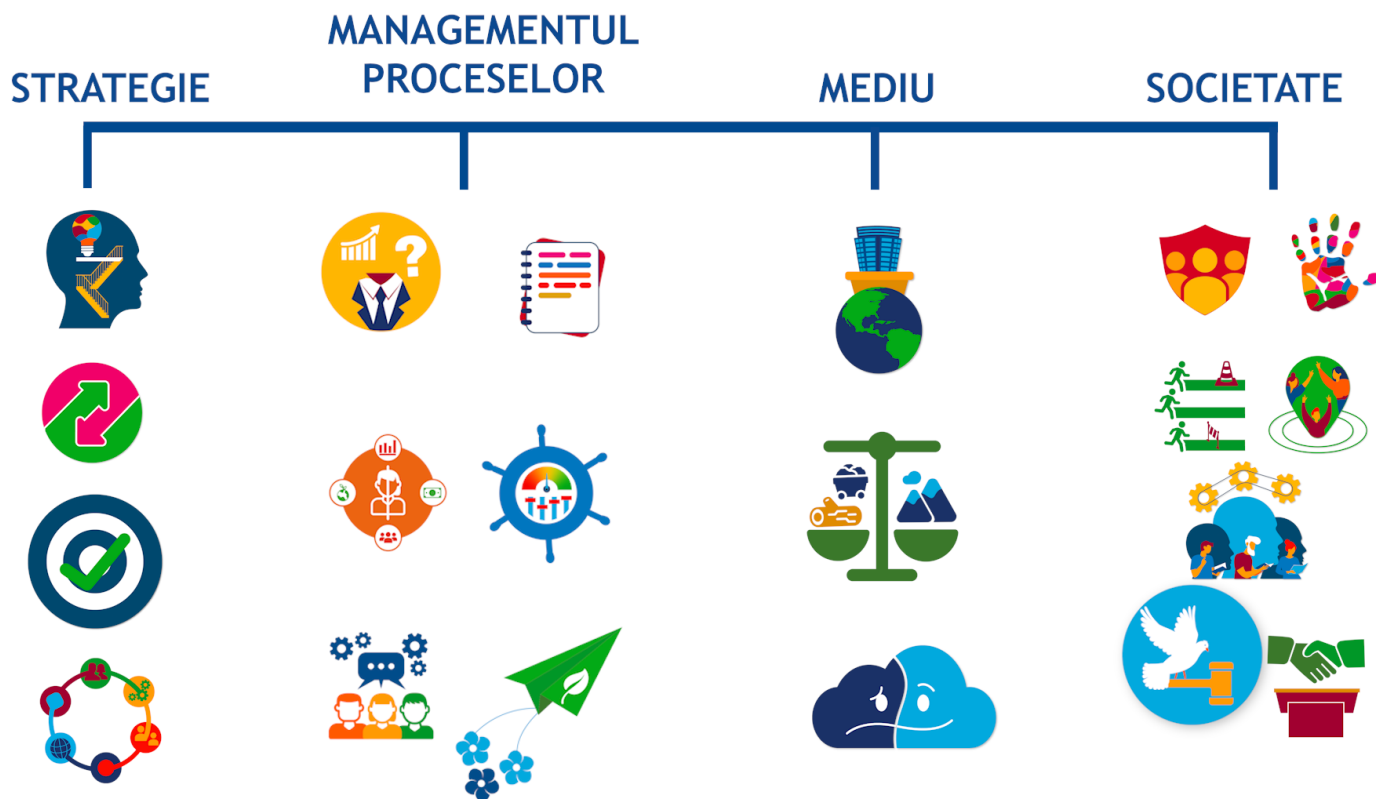 STRATEGIE
MANAGEMENTUL
PROCESELOR
MEDIU
SOCIETATE
?